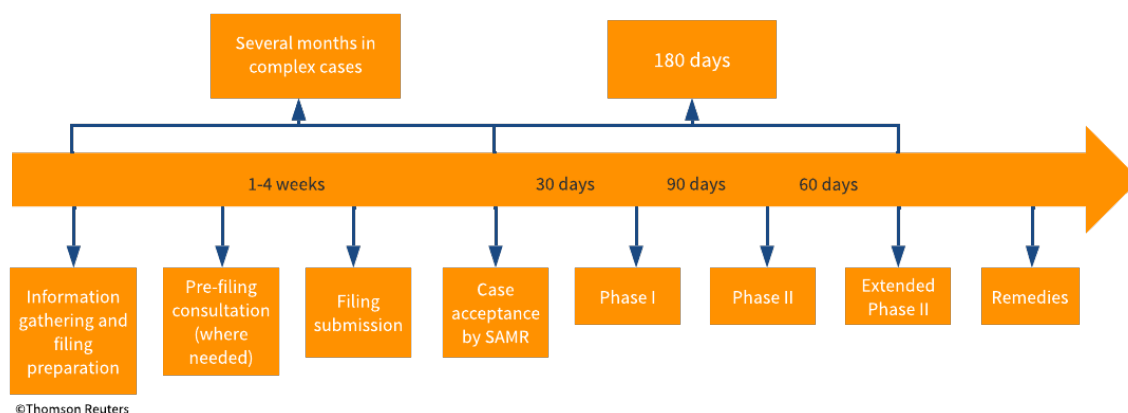 Several months in
complex cases
180 days
1-4 weeks
30 days
90 days
60 days
Information
gathering and
filing
preparation
Pre-filing
consultation
(where
needed)
Filing
submission
Case
acceptance
by SAMR
Phase I
Phase II
Extended
Phase II
Remedies
©Thomson Reuters